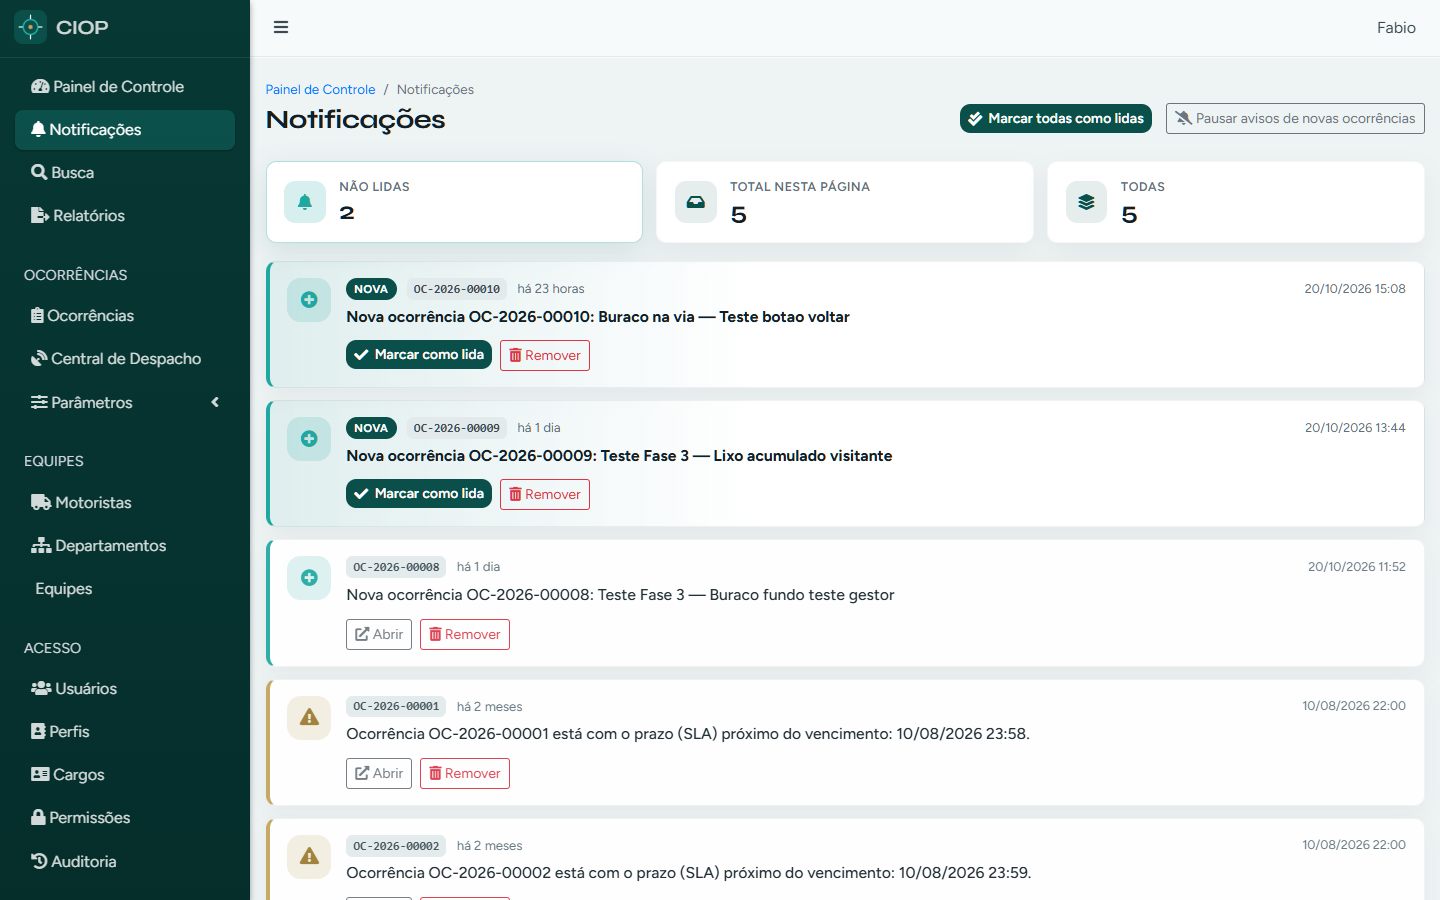 CIOP
Fabio
Painel de Controle
Notificações
Busca
Relatórios
OCORRÊNCIAS
Ocorrências
Central de Despacho
Parâmetros
EQUIPES
Motoristas
Departamentos
Equipes
ACESSO
Usuários
Perfis
Cargos
Permissões
Auditoria
Painel de Controle / Notificações
Notificações
Marcar todas como lidas
Pausar avisos de novas ocorrências
NÃO LIDAS
2
TOTAL NESTA PÁGINA
5
TODAS
5
NOVA OC-2026-00010 há 23 horas 20/10/2026 15:08
Nova ocorrência OC-2026-00010: Buraco na via — Teste botao voltar
Marcar como lida Remover
NOVA OC-2026-00009 há 1 dia 20/10/2026 13:44
Nova ocorrência OC-2026-00009: Teste Fase 3 — Lixo acumulado visitante
Marcar como lida Remover
OC-2026-00008 há 1 dia 20/10/2026 11:52
Nova ocorrência OC-2026-00008: Teste Fase 3 — Buraco fundo teste gestor
Abrir Remover
OC-2026-00001 há 2 meses 10/08/2026 22:00
Ocorrência OC-2026-00001 está com o prazo (SLA) próximo do vencimento: 10/08/2026 23:58.
Abrir Remover
OC-2026-00002 há 2 meses 10/08/2026 22:00
Ocorrência OC-2026-00002 está com o prazo (SLA) próximo do vencimento: 10/08/2026 23:59.